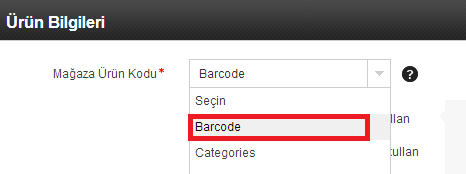 Ürün Bilgileri
Mağaza Ürün Kodu* Barcode ?
Seçin
Barcode
Categories